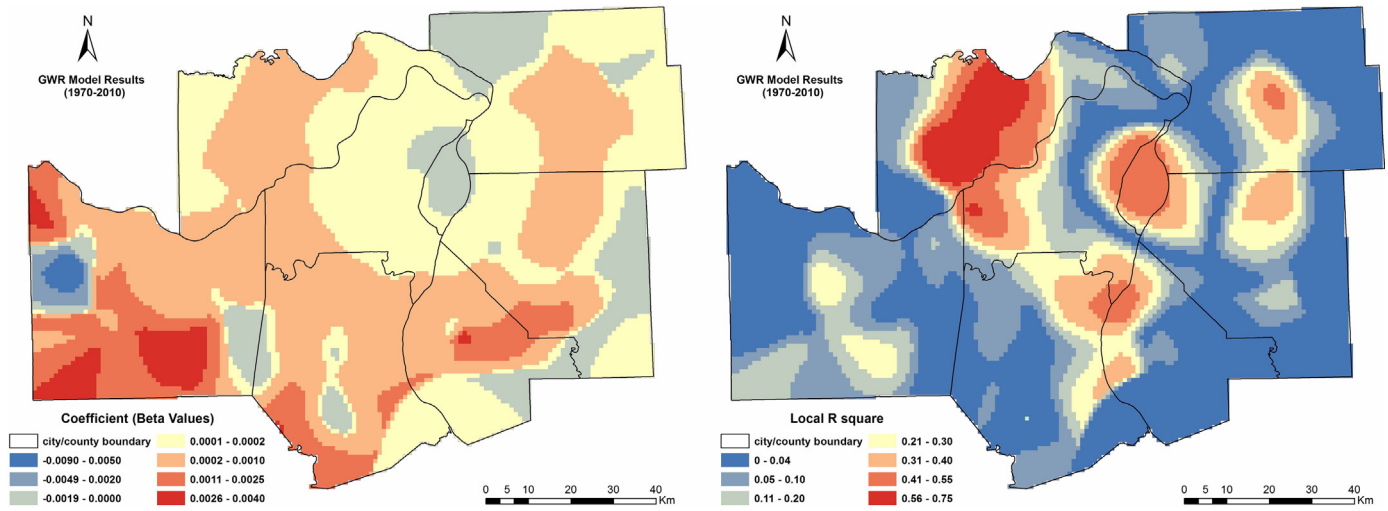 N
GWR Model Results
(1970-2010)
Coefficient (Beta Values)
city/county boundary
-0.0090 - 0.0050
-0.0049 - 0.0020
-0.0019 - 0.0000
0.0001 - 0.0002
0.0002 - 0.0010
0.0011 - 0.0025
0.0026 - 0.0040
0 5 10 20 30 40
Km
N
GWR Model Results
(1970-2010)
Local R square
city/county boundary
0 - 0.04
0.05 - 0.10
0.11 - 0.20
0.21 - 0.30
0.31 - 0.40
0.41 - 0.55
0.56 - 0.75
0 5 10 20 30 40
Km